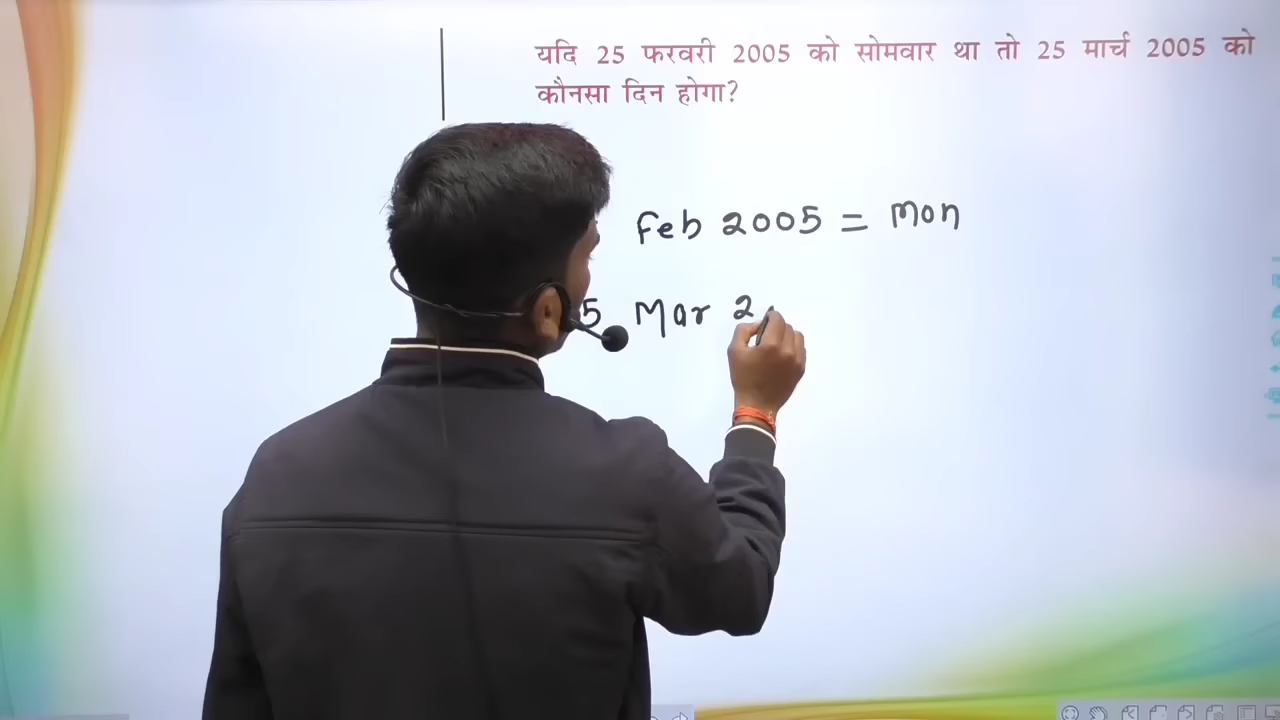 यदि 25 फरवरी 2005 को सोमवार था तो 25 मार्च 2005 को
कौनसा दिन होगा?
Feb 2005 = Mon
5 Mar 2